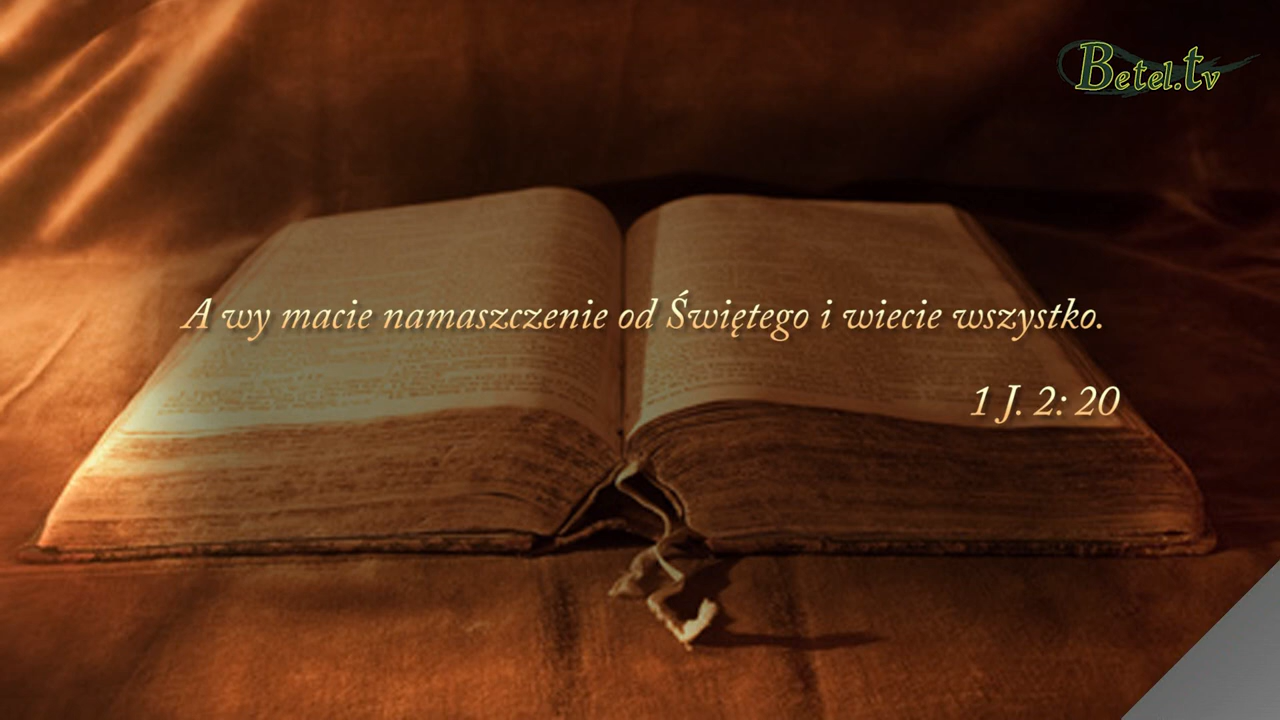 Betel.tv
A wy macie namaszczenie od Świętego i wiecie wszystko.
1 J. 2: 20